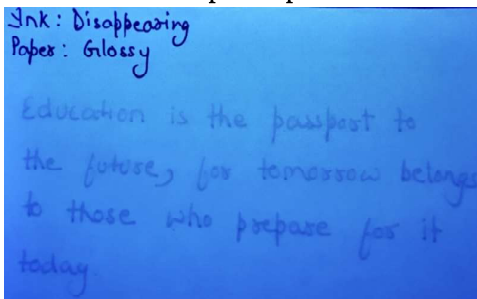 Ink: Disappearing
Paper: Glossy
Education is the passport to
the future, for tomorrow belongs
to those who prepare for it
today.